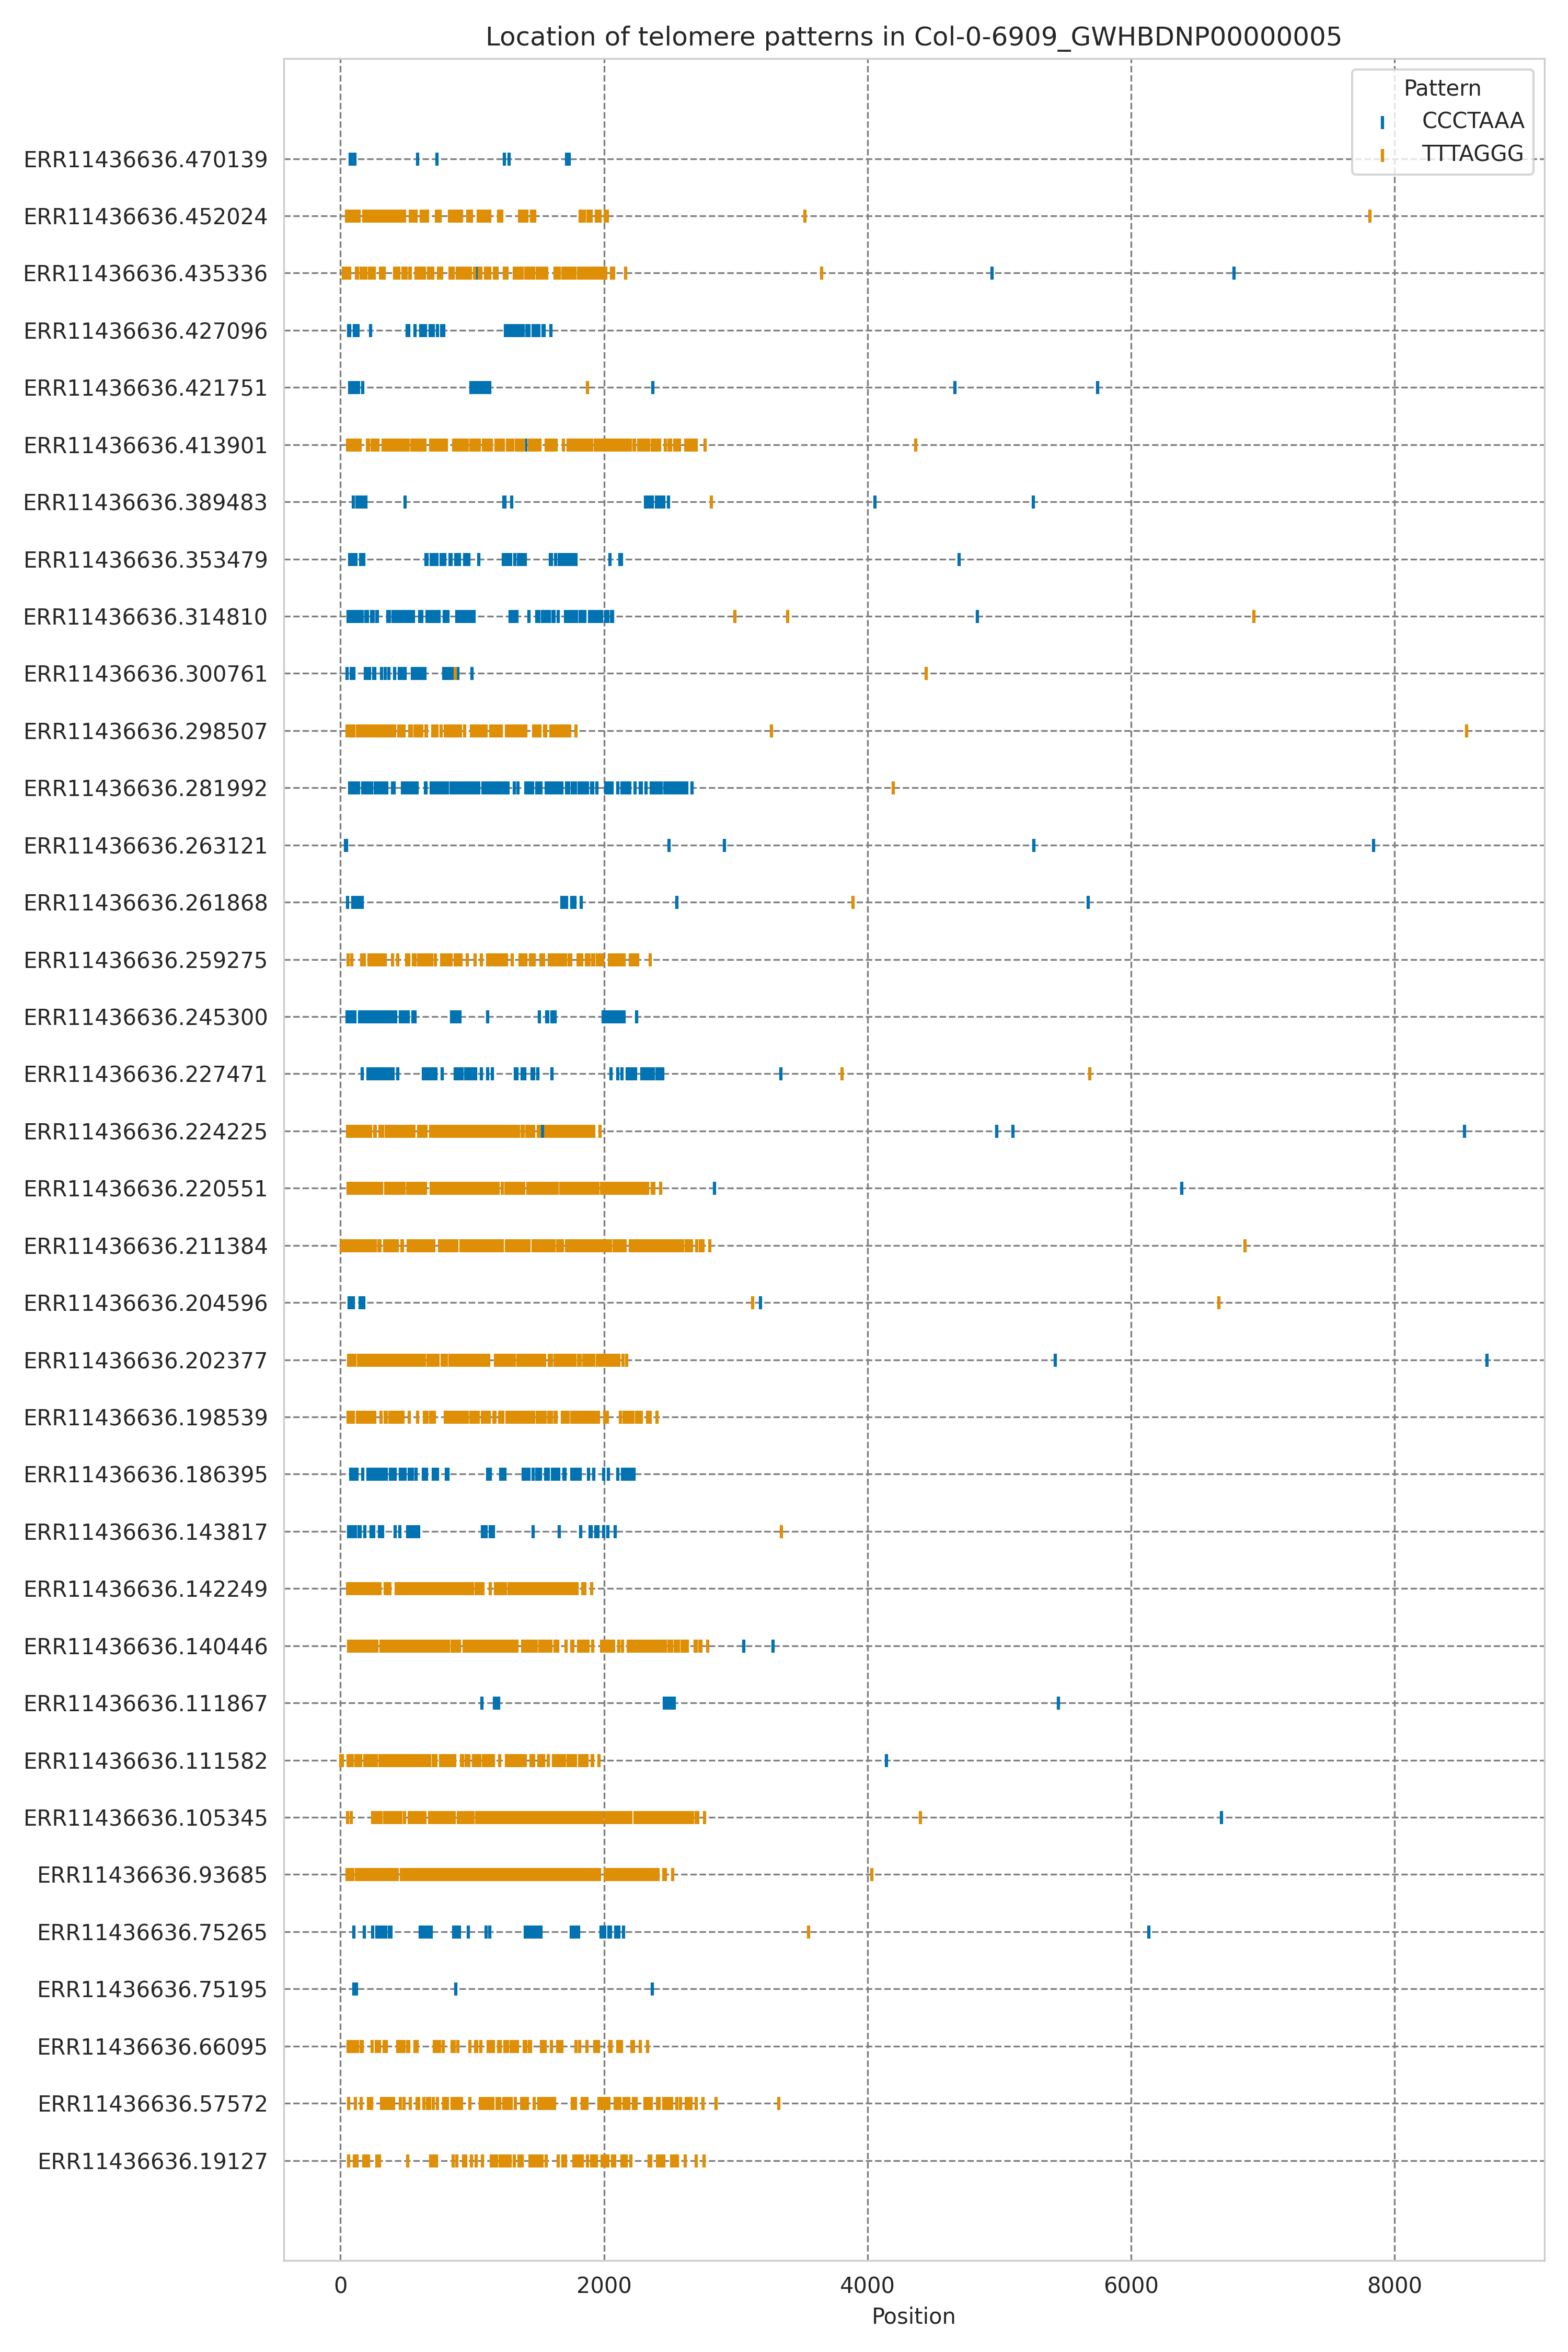 Location of telomere patterns in Col-0-6909_GWHBDNP00000005
Pattern
CCCTAAA
TTTAGGG
ERR11436636.470139
ERR11436636.452024
ERR11436636.435336
ERR11436636.427096
ERR11436636.421751
ERR11436636.413901
ERR11436636.389483
ERR11436636.353479
ERR11436636.314810
ERR11436636.300761
ERR11436636.298507
ERR11436636.281992
ERR11436636.263121
ERR11436636.261868
ERR11436636.259275
ERR11436636.245300
ERR11436636.227471
ERR11436636.224225
ERR11436636.220551
ERR11436636.211384
ERR11436636.204596
ERR11436636.202377
ERR11436636.198539
ERR11436636.186395
ERR11436636.143817
ERR11436636.142249
ERR11436636.140446
ERR11436636.111867
ERR11436636.111582
ERR11436636.105345
ERR11436636.93685
ERR11436636.75265
ERR11436636.75195
ERR11436636.66095
ERR11436636.57572
ERR11436636.19127
0 2000 4000 6000 8000
Position